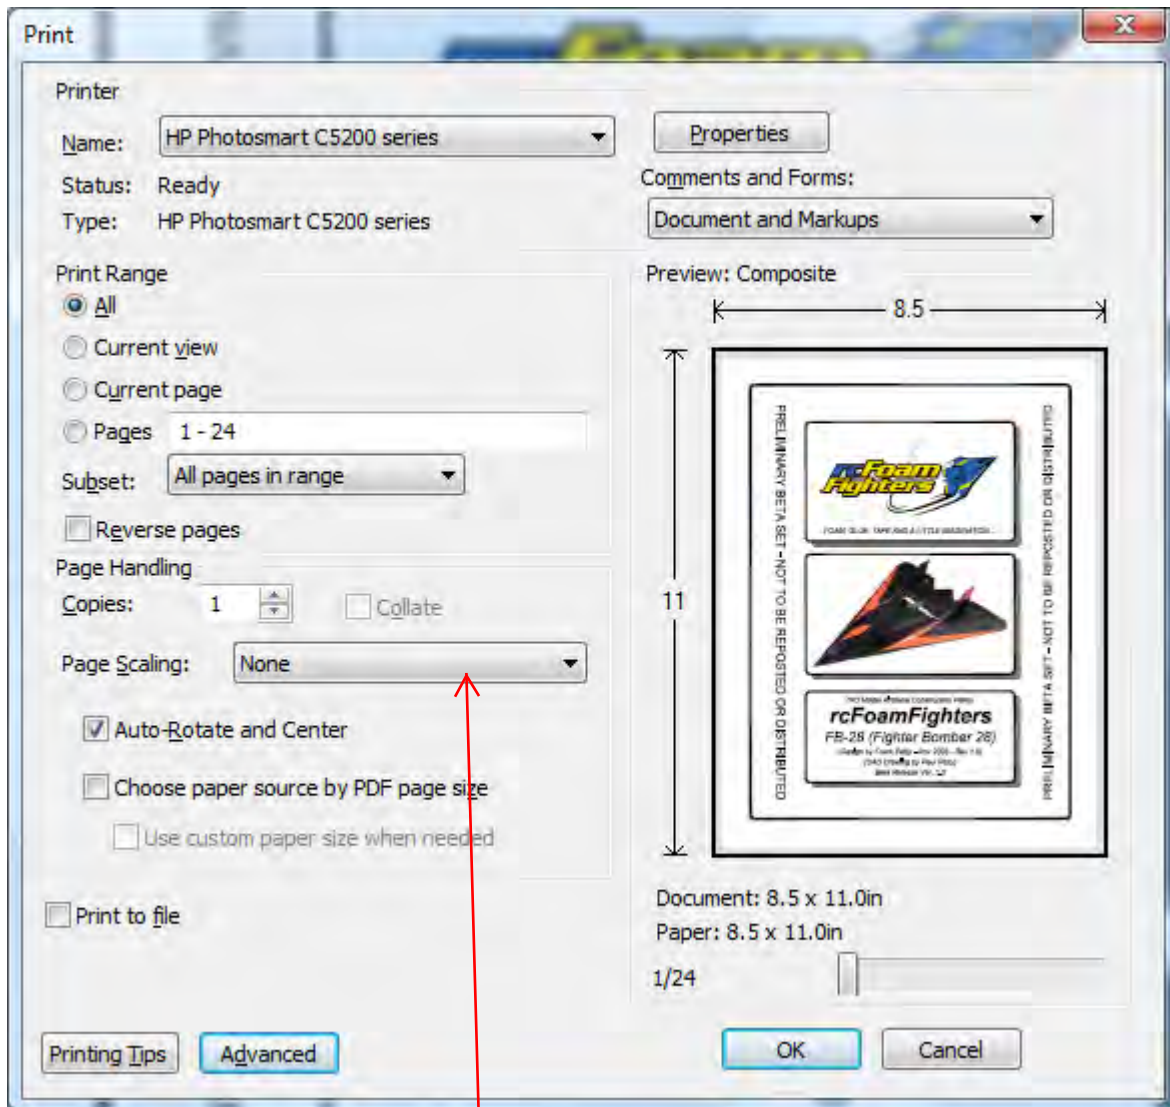 Print
Printer
Name: HP Photosmart C5200 series
Properties
Status: Ready
Type: HP Photosmart C5200 series
Comments and Forms:
Document and Markups
Print Range
All
Current view
Current page
Pages 1 - 24
Subset: All pages in range
Reverse pages
Page Handling
Copies: 1
Collate
Page Scaling: None
Auto-Rotate and Center
Choose paper source by PDF page size
Use custom paper size when needed
Print to file
Preview: Composite
8.5
11
PRELIMINARY BETA SET - NOT TO BE REPOSTED OR DISTRIBUTED
rcFoam
Fighters
FOAM, GLUE, TAPE AND A LITTLE IMAGINATION...
PRELIMINARY BETA SET - NOT TO BE REPOSTED OR DISTRIBUTED
rcFoamFighters
FB-28 (Fighter Bomber 28)
Document: 8.5 x 11.0in
Paper: 8.5 x 11.0in
1/24
Printing Tips
Advanced
OK
Cancel